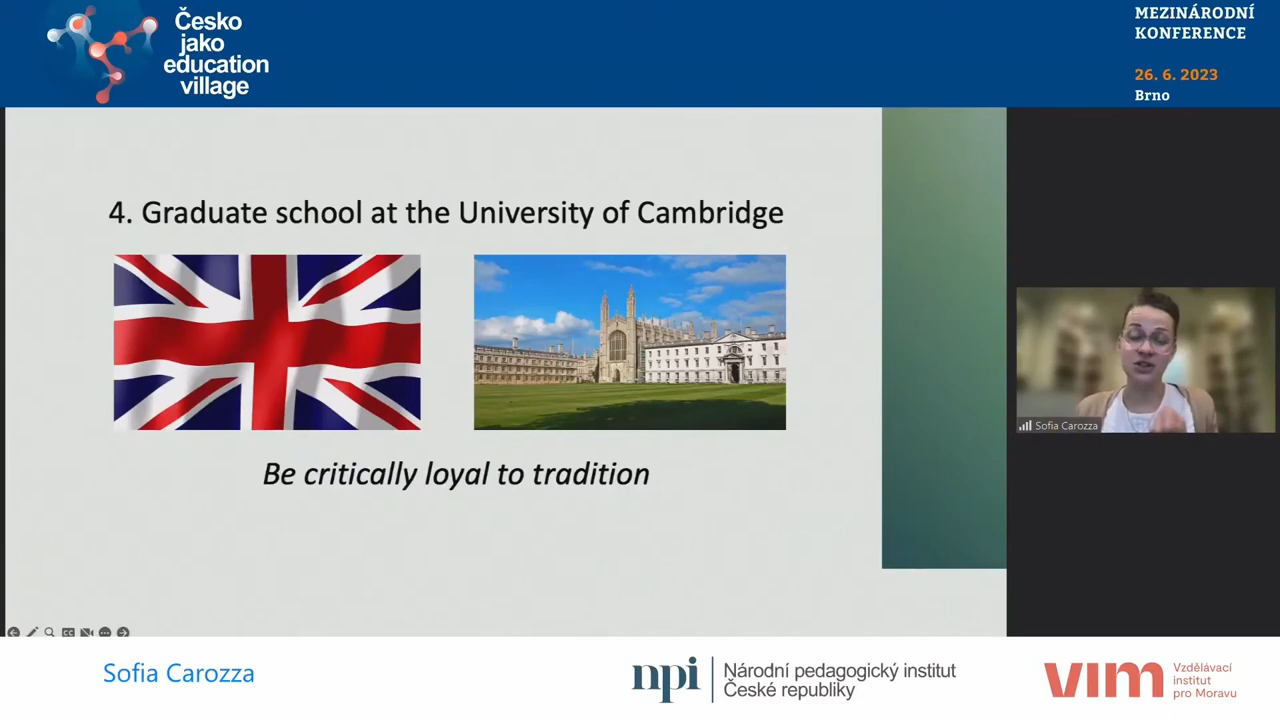 Česko
jako
education
village
MEZINÁRODNÍ
KONFERENCE
26. 6. 2023
Brno
4. Graduate school at the University of Cambridge
Be critically loyal to tradition
Sofia Carozza
CC
Sofia Carozza
npi
Národní pedagogický institut
České republiky
vim
Vzdělávací
institut
pro Moravu